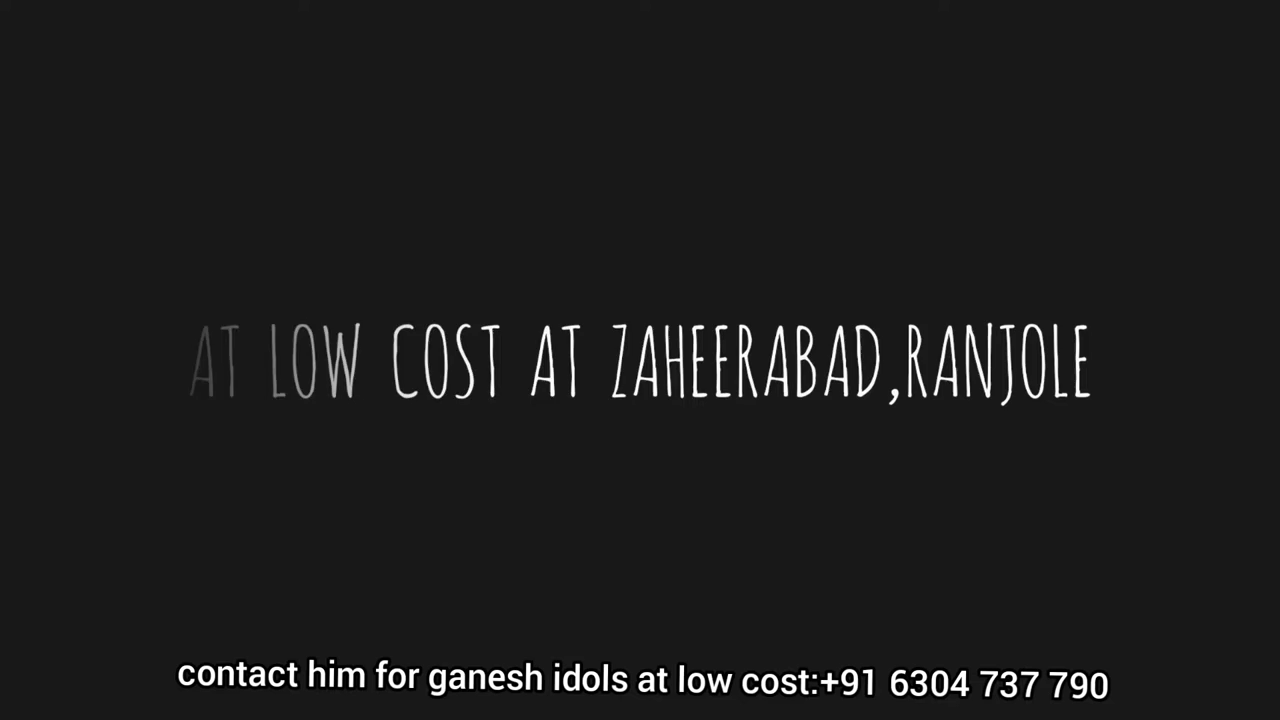 AT LOW COST AT ZAHEERABAD,RANJOLE
contact him for ganesh idols at low cost:+91 6304 737 790